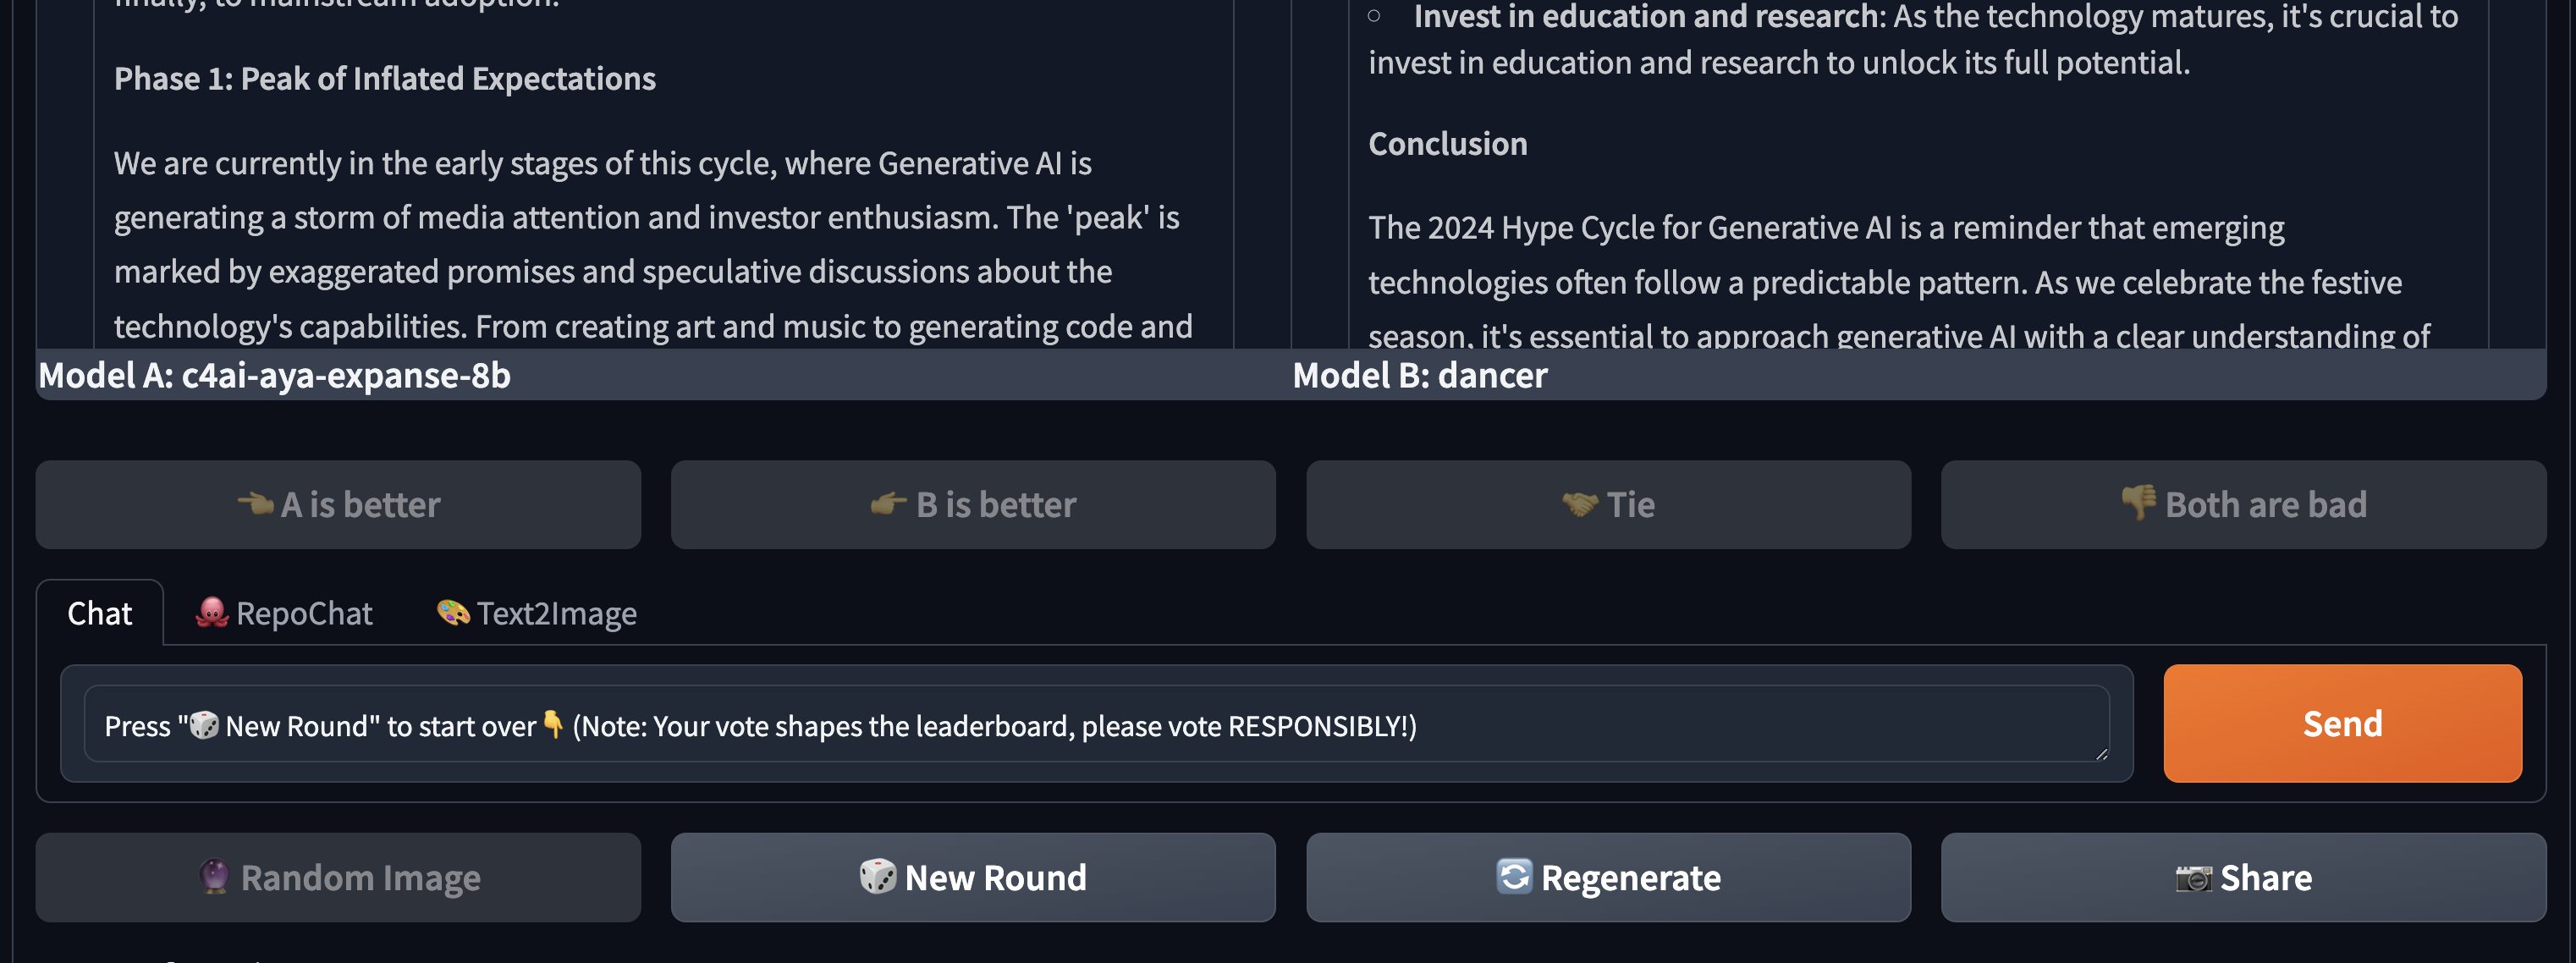 finally, to mainstream adoption.
Phase 1: Peak of Inflated Expectations
We are currently in the early stages of this cycle, where Generative AI is
generating a storm of media attention and investor enthusiasm. The 'peak' is
marked by exaggerated promises and speculative discussions about the
technology's capabilities. From creating art and music to generating code and
Invest in education and research: As the technology matures, it's crucial to
invest in education and research to unlock its full potential.
Conclusion
The 2024 Hype Cycle for Generative AI is a reminder that emerging
technologies often follow a predictable pattern. As we celebrate the festive
season, it's essential to approach generative AI with a clear understanding of
Model A: c4ai-aya-expanse-8b
Model B: dancer
👈 A is better
👉 B is better
🤝 Tie
👎 Both are bad
Chat
🐙 RepoChat
🎨 Text2Image
Press "🎲 New Round" to start over👇 (Note: Your vote shapes the leaderboard, please vote RESPONSIBLY!)
Send
🔮 Random Image
🎲 New Round
🔄 Regenerate
📷 Share